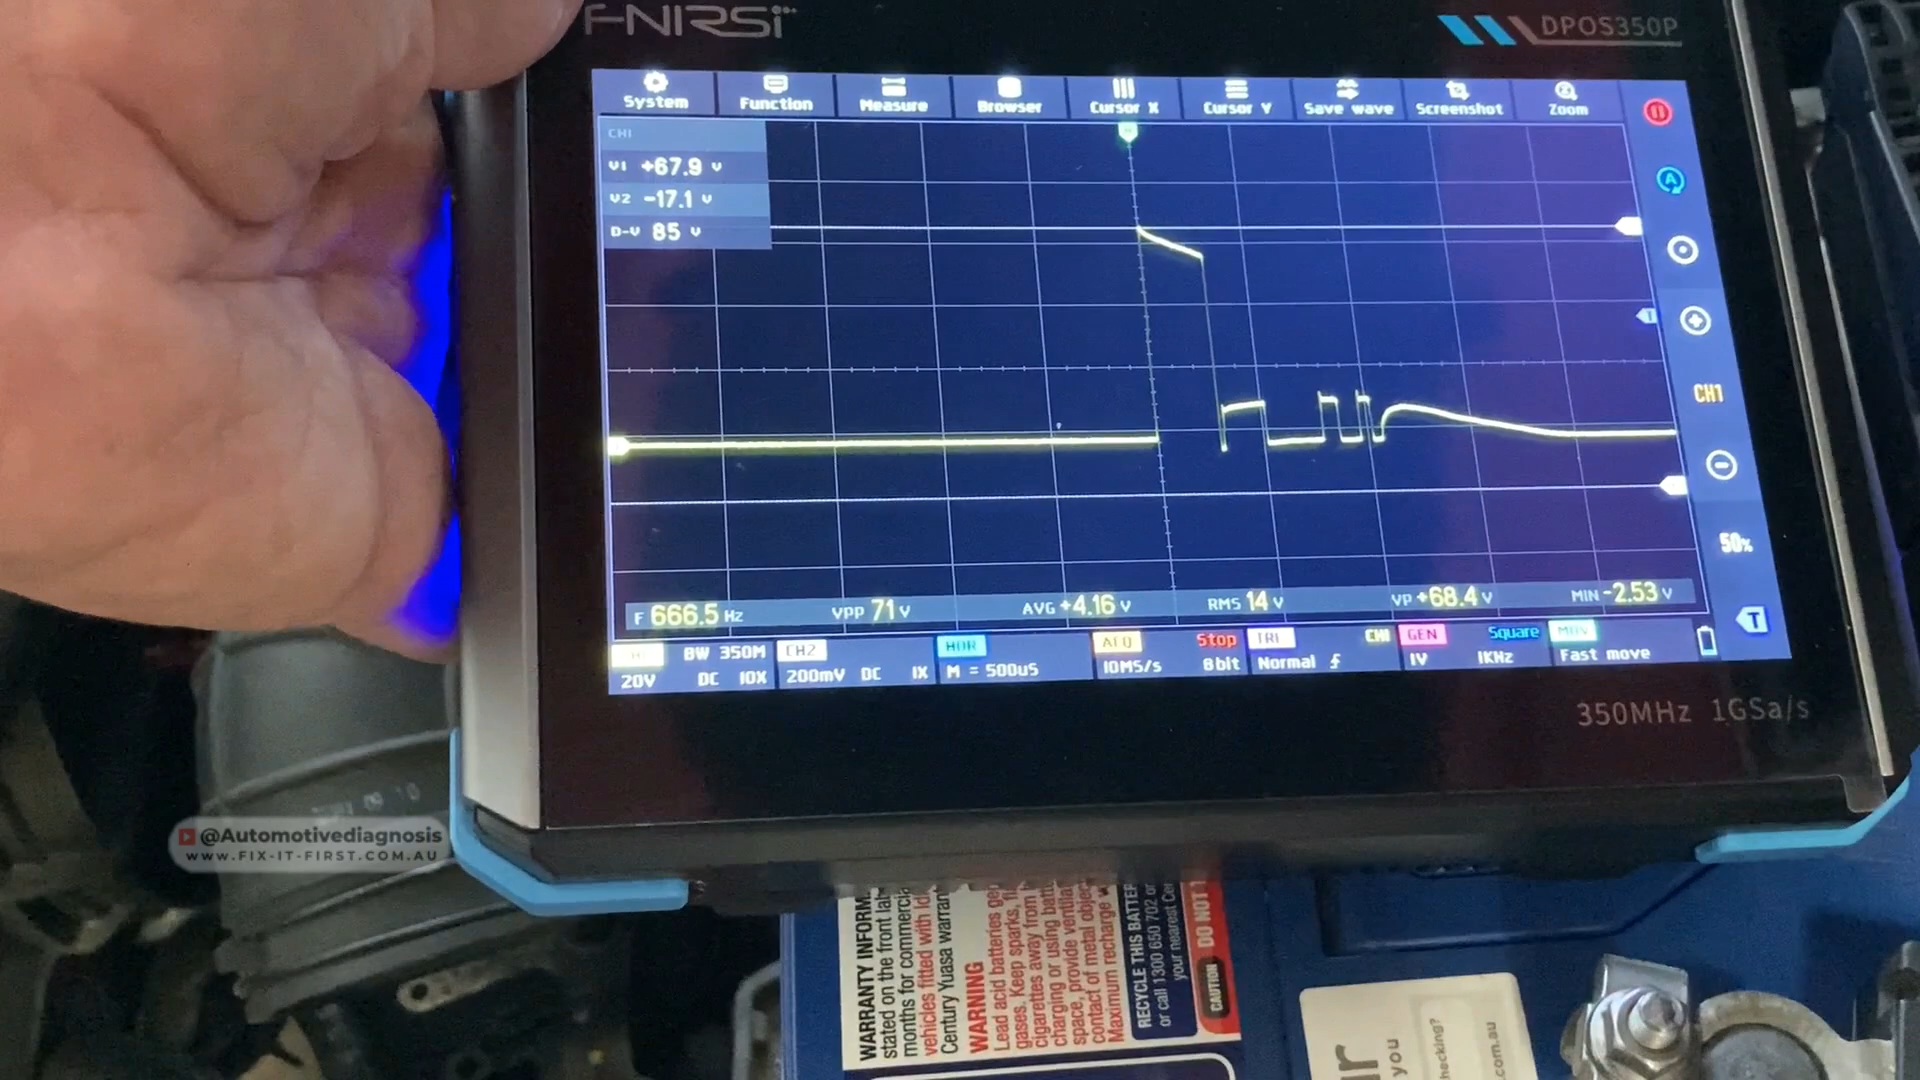 FNIRSI
DPOS350P
System
Function
Measure
Browser
Cursor X
Cursor Y
Save wave
Screenshot
Zoom
CH1
V1 +67.9 V
V2 -17.1 V
D-V 85 V
A
CH1
50%
T
F 666.5 Hz
VPP 71 V
AVG +4.16 V
RMS 14 V
VP +68.4 V
MIN -2.53 V
BW 350M
20V DC 10X
CH2
200mV DC 1X
HOR
M = 500uS
ACQ Stop
10MS/s 8bit
TRI CH1
Normal
GEN Square
1V 1KHz
MOV
Fast move
350MHz 1GSa/s
@Automotivediagnosis
WWW.FIX-IT-FIRST.COM.AU
WARRANTY INFORM
stated on the front lab
months for commercia
vehicles fitted with id
Century Yuasa warran
WARNING
Lead acid batteries ge
gases. Keep sparks, fl
cigarettes away from
charging or using batt
space, provide ventila
contact of metal objec
Maximum recharge
RECYCLE THIS BATTER
or call 1300 650 702 or
your nearest Ce
CAUTION
DO NOT
you
hecking?
.com.au